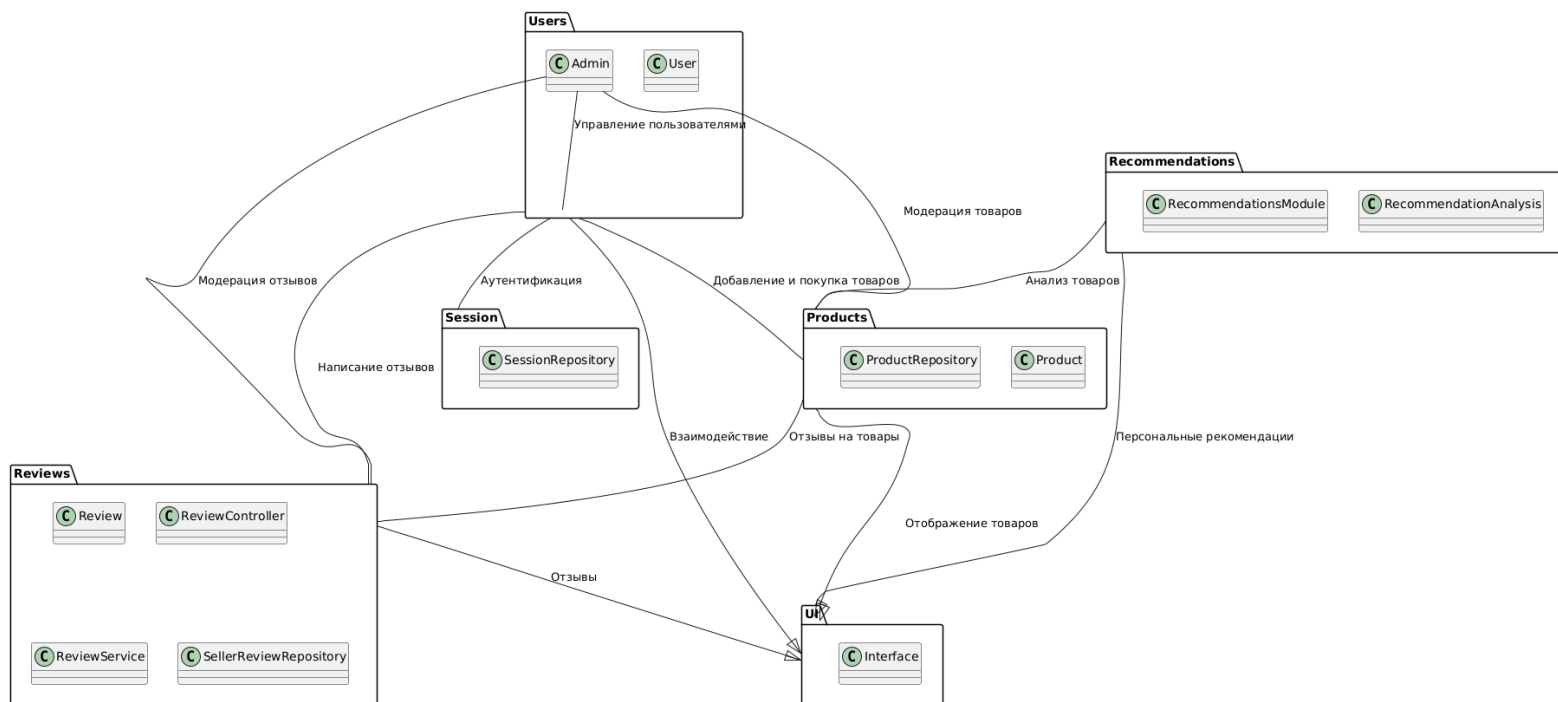 Users
C Admin
C User
Управление пользователями
Recommendations
C RecommendationsModule
C RecommendationAnalysis
Модерация товаров
Модерация отзывов
Аутентификация
Добавление и покупка товаров
Анализ товаров
Session
C SessionRepository
Products
C ProductRepository
C Product
Написание отзывов
Взаимодействие
Отзывы на товары
Персональные рекомендации
Reviews
C Review
C ReviewController
C ReviewService
C SellerReviewRepository
Отображение товаров
Отзывы
UI
C Interface